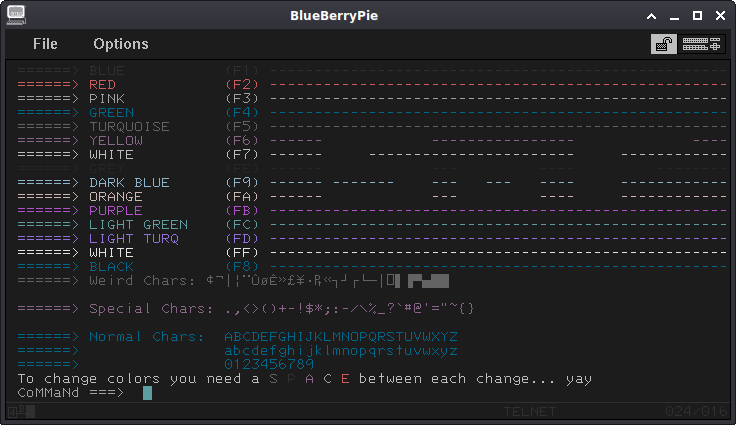 BlueBerryPie
File Options
======> BLUE (F1) ---------------------------------------------------
======> RED (F2) ---------------------------------------------------
======> PINK (F3) ---------------------------------------------------
======> GREEN (F4) ---------------------------------------------------
======> TURQUOISE (F5) ---------------------------------------------------
======> YELLOW (F6) ------ ---------------- ----
======> WHITE (F7) ------ ---------------- ------------
======> DARK BLUE (F9) ------ ------- --- --- ---- ------------
======> ORANGE (FA) ------ --- ---- ------------
======> PURPLE (FB) ---------------------------------------------------
======> LIGHT GREEN (FC) ---------------------------------------------------
======> LIGHT TURQ (FD) ---------------------------------------------------
======> WHITE (FF) ---------------------------------------------------
======> BLACK (F8) ---------------------------------------------------
======> Weird Chars:
======> Special Chars: .,<>()+-!$*;:-/\%_?`#@'="~{}
======> Normal Chars: ABCDEFGHIJKLMNOPQRSTUVWXYZ
======> abcdefghijklmnopqrstuvwxyz
======> 0123456789
To change colors you need a S P A C E between each change... yay
CoMMaNd ===>
TELNET 024/016